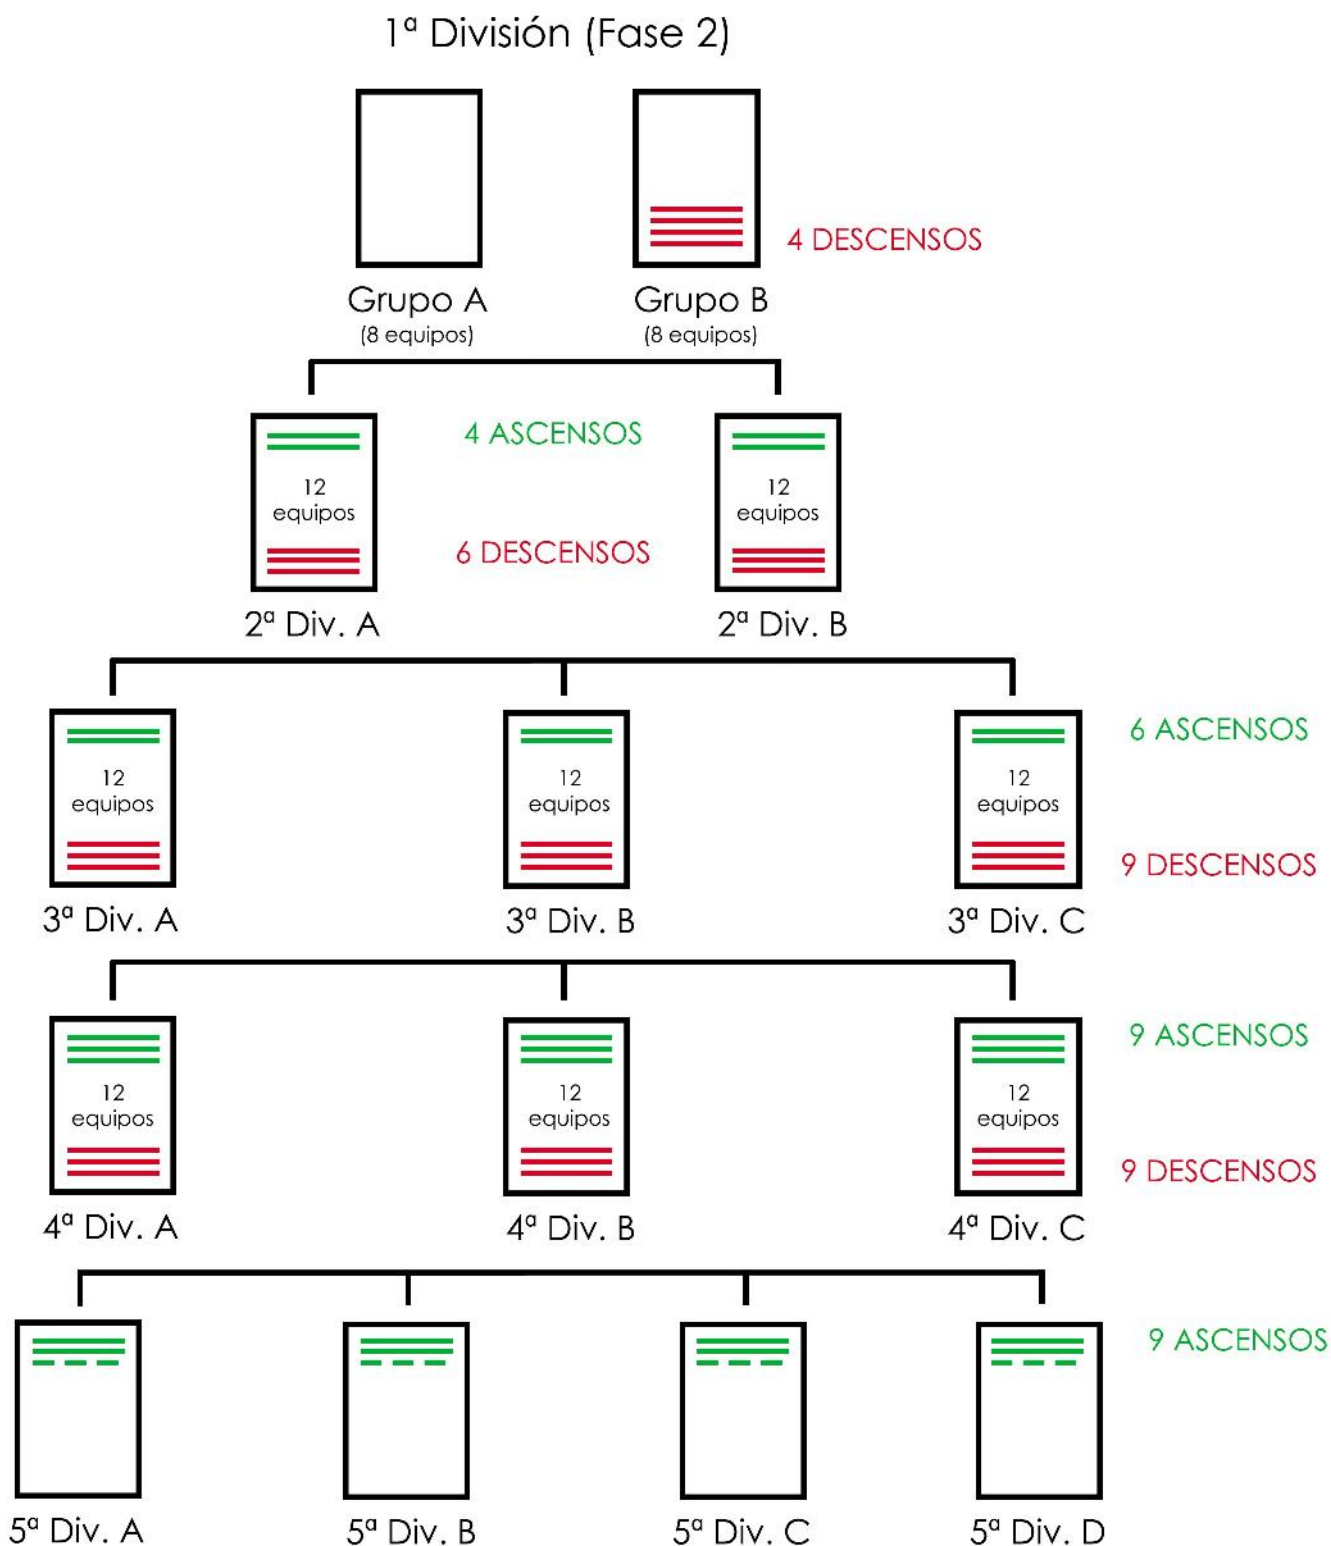 1ª División (Fase 2)
4 DESCENSOS
Grupo A
(8 equipos)
Grupo B
(8 equipos)
12
equipos
4 ASCENSOS
6 DESCENSOS
12
equipos
2ª Div. A
2ª Div. B
12
equipos
12
equipos
12
equipos
6 ASCENSOS
9 DESCENSOS
3ª Div. A
3ª Div. B
3ª Div. C
12
equipos
12
equipos
12
equipos
9 ASCENSOS
9 DESCENSOS
4ª Div. A
4ª Div. B
4ª Div. C
9 ASCENSOS
5ª Div. A
5ª Div. B
5ª Div. C
5ª Div. D